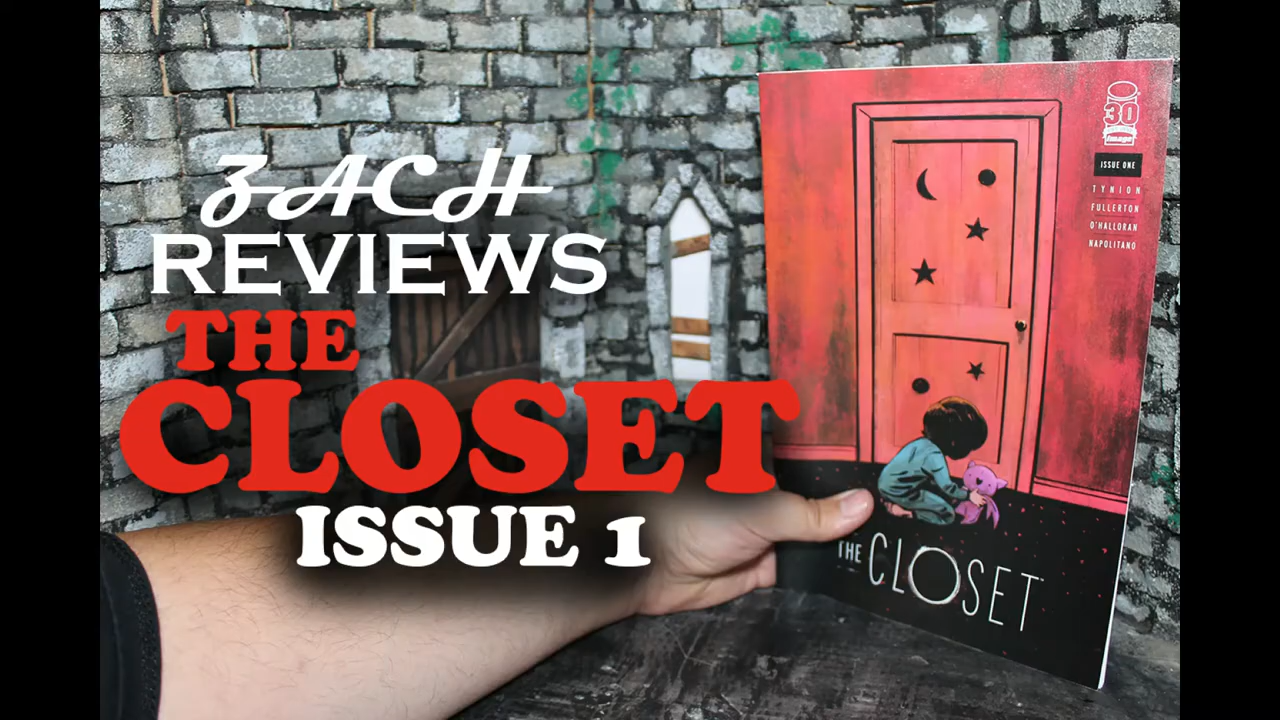 ZACH
REVIEWS
THE
CLOSET
ISSUE 1
30
image
ISSUE ONE
TYNION
FULLERTON
O'HALLORAN
NAPOLITANO
THE CLOSET